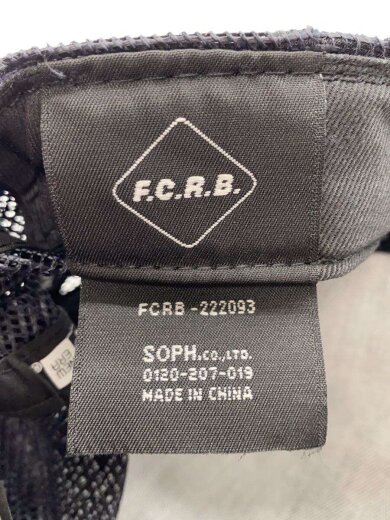 F.C.R.B.
FCRB -222093
SOPH.CO.,LTD.
0120-207-019
MADE IN CHINA